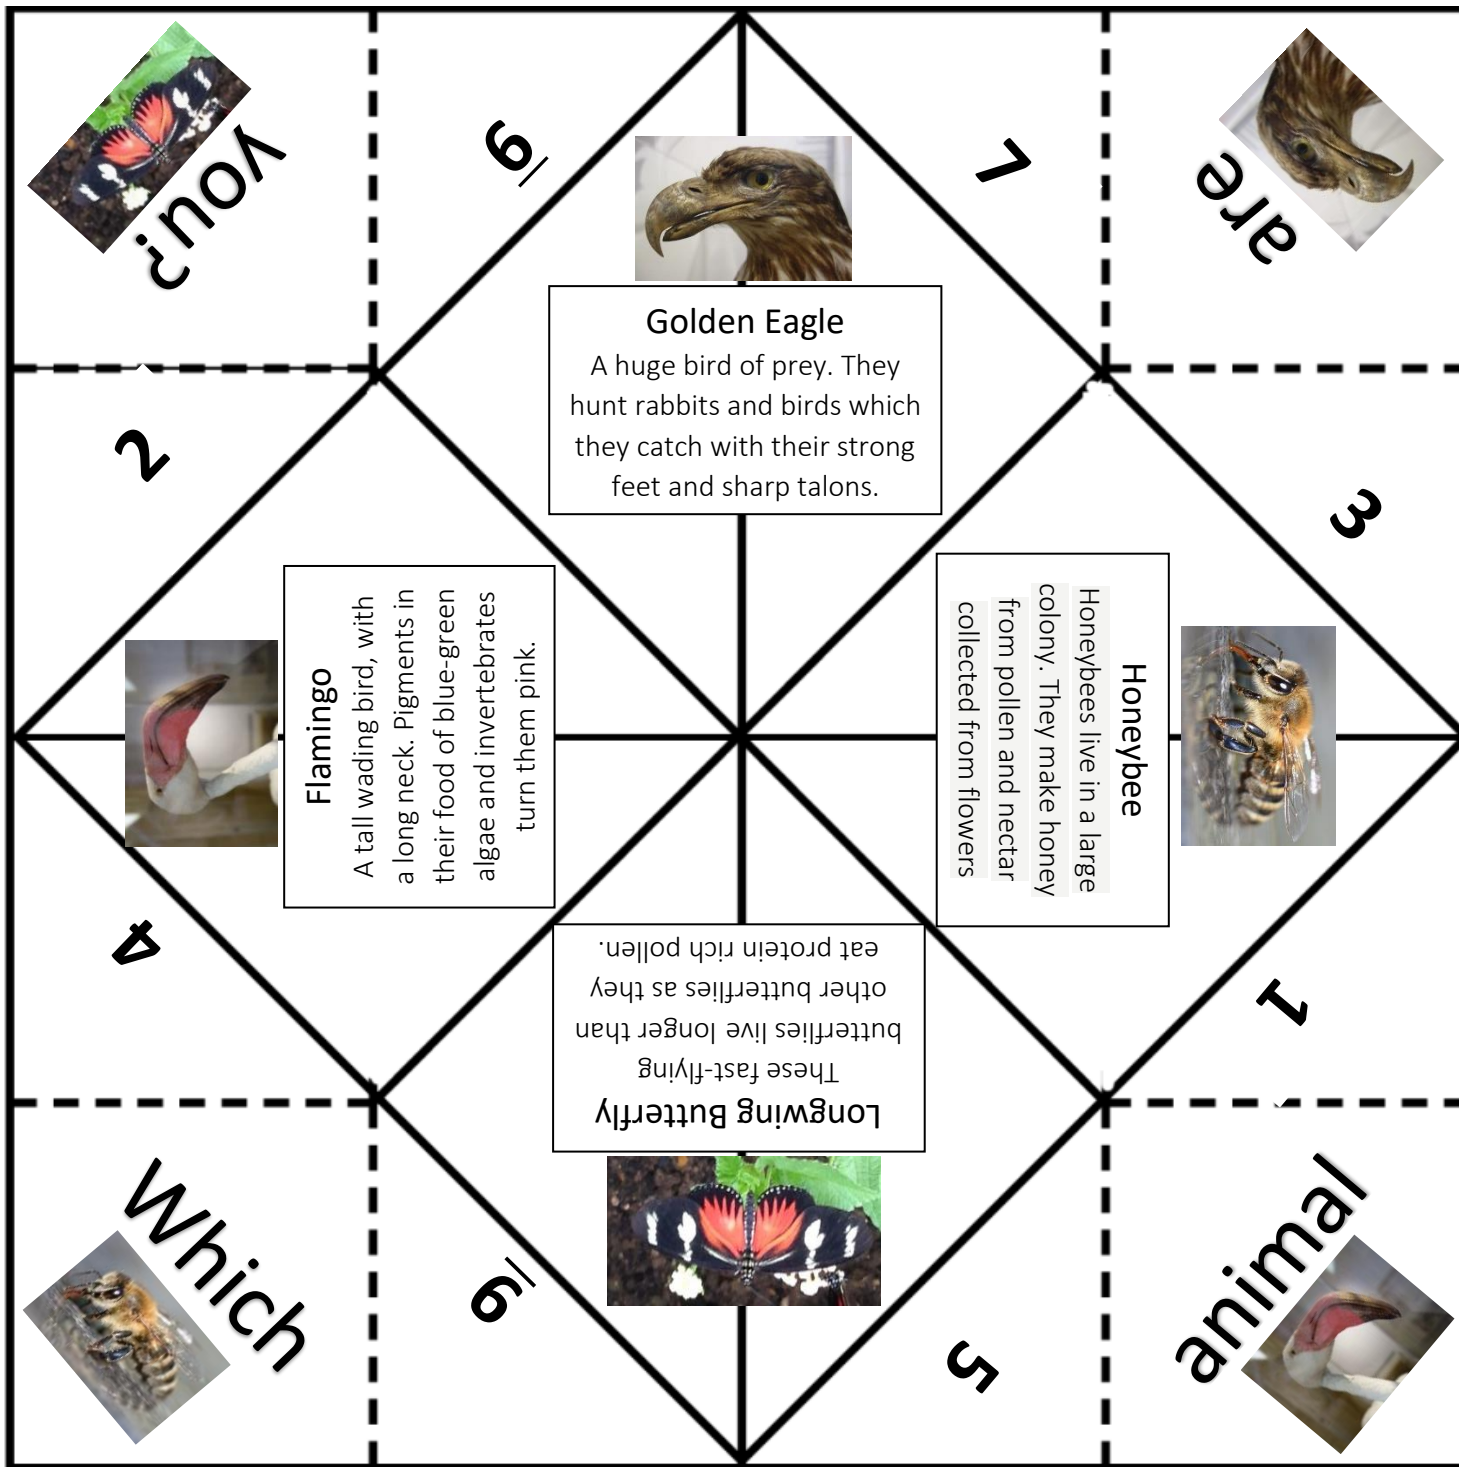 you?
9
7
are
2
3
Golden Eagle
A huge bird of prey. They
hunt rabbits and birds which
they catch with their strong
feet and sharp talons.
Flamingo
A tall wading bird, with
a long neck. Pigments in
their food of blue-green
algae and invertebrates
turn them pink.
Honeybee
Honeybees live in a large
colony. They make honey
from pollen and nectar
collected from flowers
Longwing Butterfly
These fast-flying
butterflies live longer than
other butterflies as they
eat protein rich pollen.
4
1
Which
6
5
animal